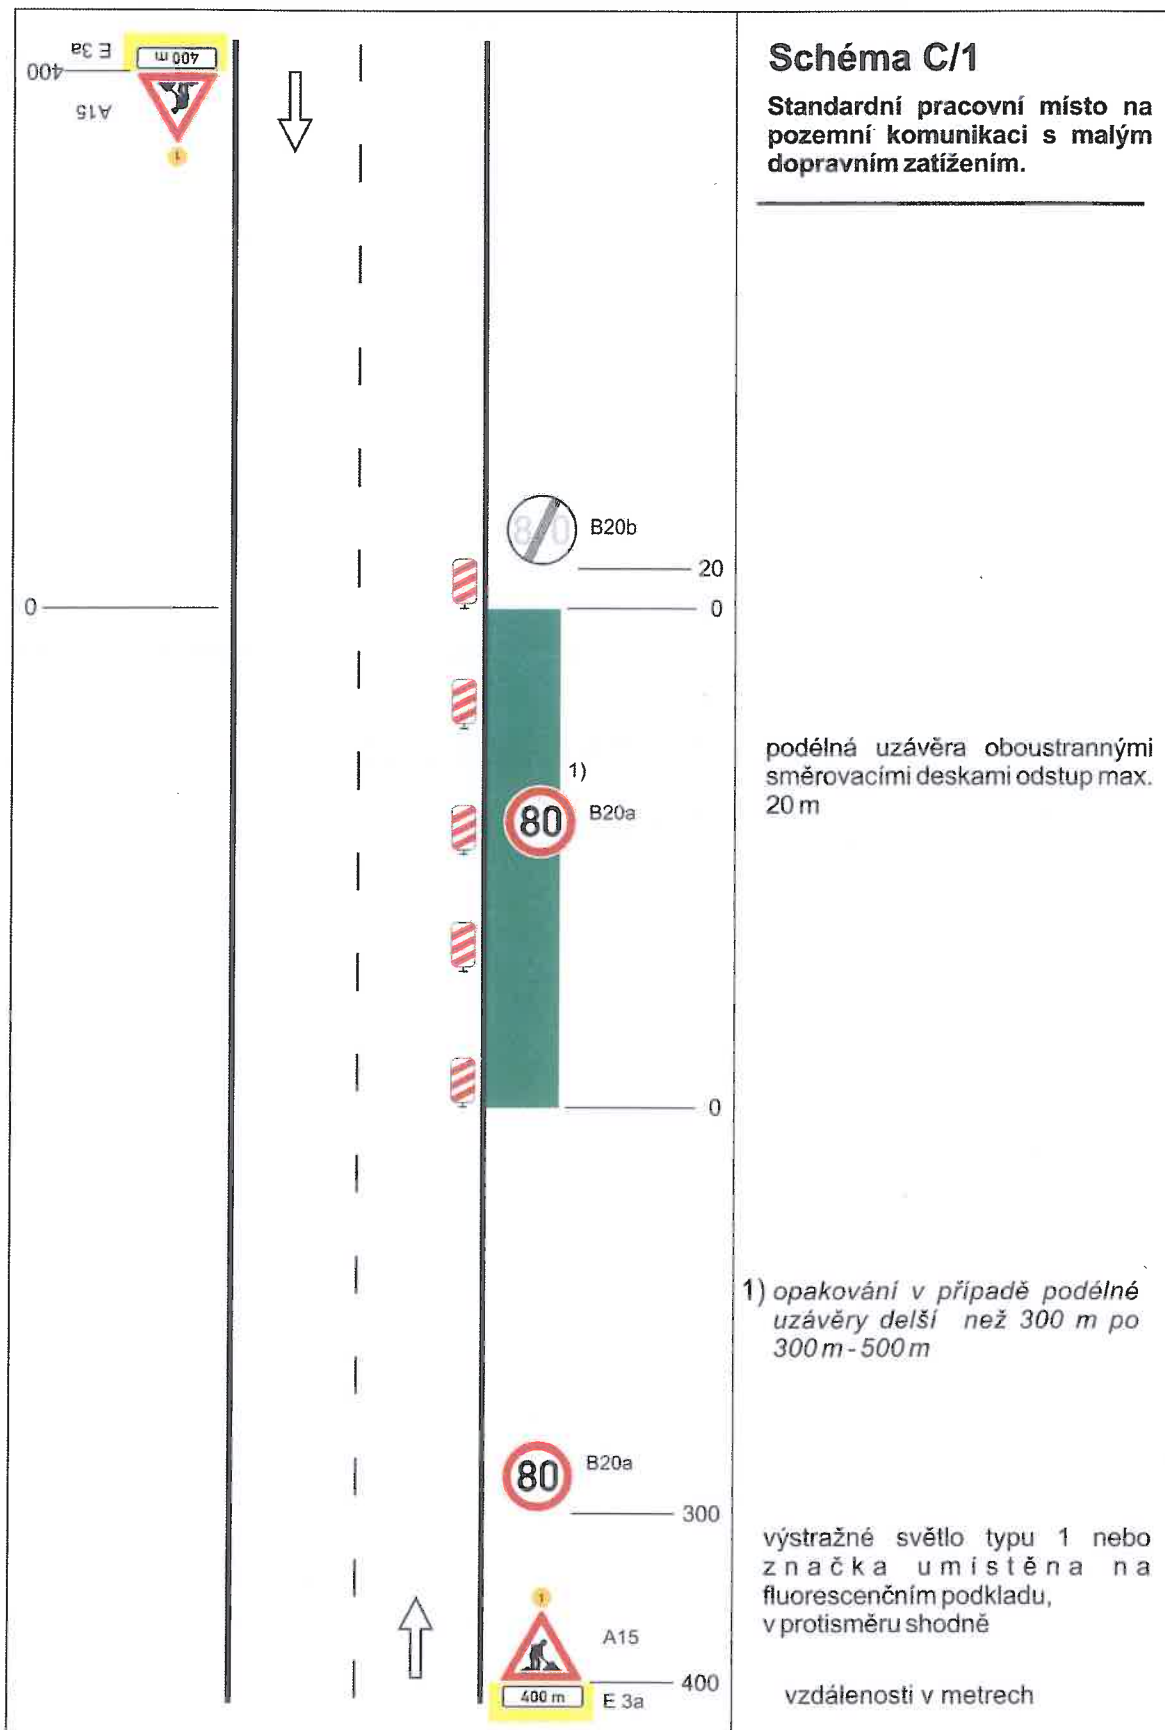 Schéma C/1
Standardní pracovní místo na
pozemní komunikaci s malým
dopravním zatížením.
E 3a
400 m
400
A15
1
80
B20b
20
0
0
podélná uzávěra oboustrannými
směrovacími deskami odstup max.
20 m
1)
80
B20a
0
1) opakování v případě podélné
uzávěry delší než 300 m po
300 m - 500 m
80
B20a
300
výstražné světlo typu 1 nebo
značka umístěna na
fluorescenčním podkladu,
v protisměru shodně
1
A15
400
400 m
E 3a
vzdálenosti v metrech